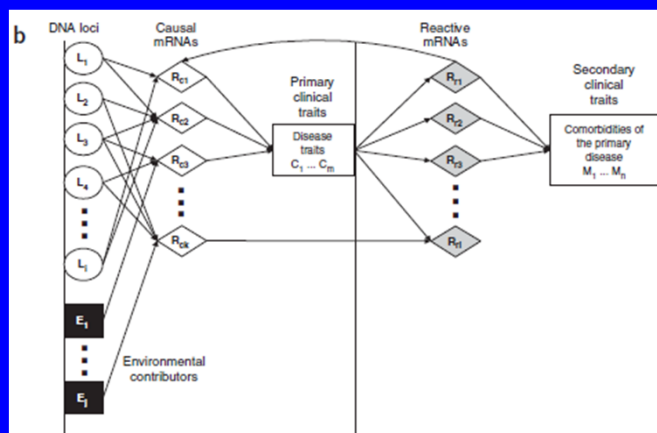 b
DNA loci
Causal
mRNAs
Reactive
mRNAs
Primary
clinical
traits
Secondary
clinical
traits
L1
L2
L3
L4
Li
E1
Ej
Rc1
Rc2
Rc3
Rck
Disease
traits
C1 ... Cm
Rr1
Rr2
Rr3
Rrl
Comorbidities of
the primary
disease
M1 ... Mn
Environmental
contributors